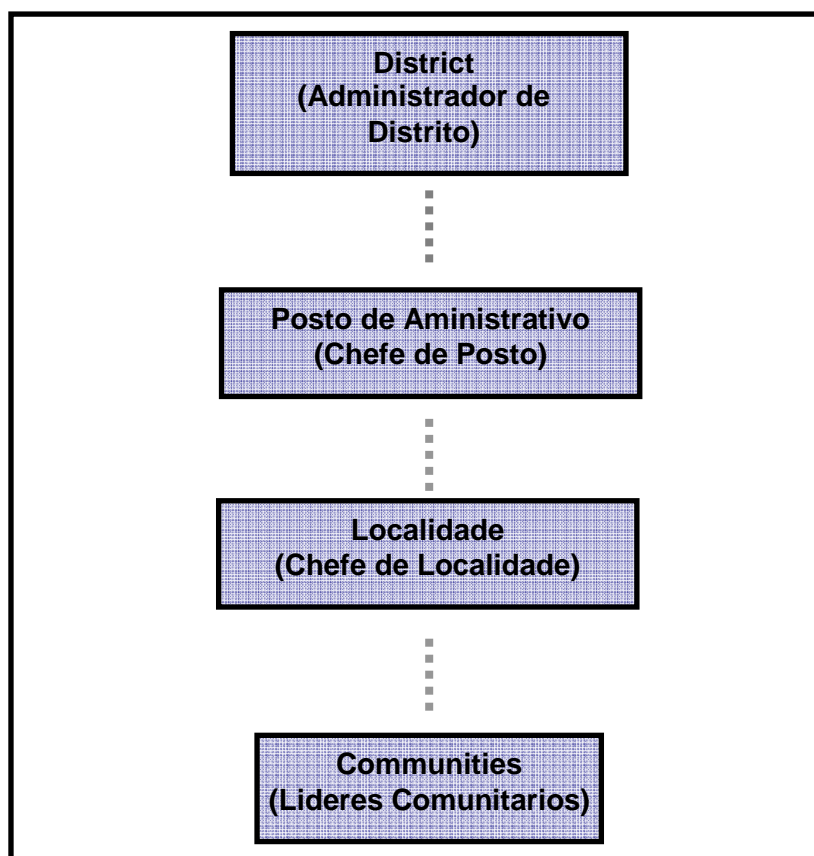 District
(Administrador de
Distrito)
Posto de Aministrativo
(Chefe de Posto)
Localidade
(Chefe de Localidade)
Communities
(Lideres Comunitarios)